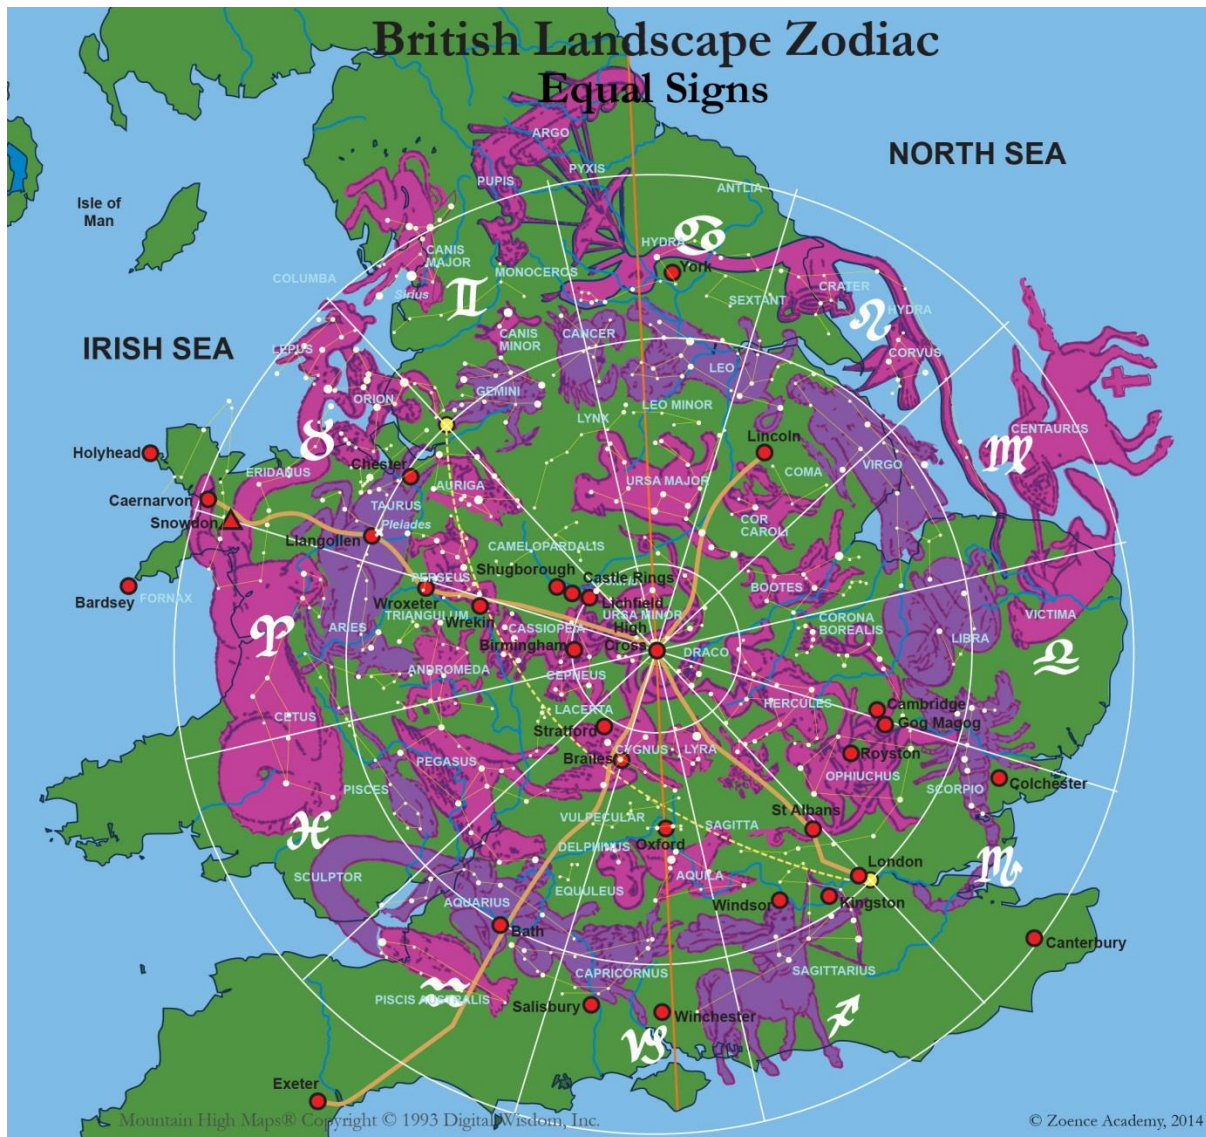 British Landscape Zodiac
Equal Signs
NORTH SEA
IRISH SEA
Isle of
Man
ARGO
PYXIS
PUPIS
ANTLIA
HYDRA
York
CANIS
MAJOR
MONOCEROS
COLUMBA
Sirius
SEXTANT
CRATER
HYDRA
♋
♊
♌
LEPUS
CANIS
MINOR
CANCER
CORVUS
LEO
ORION
GEMINI
LEO MINOR
LYNX
♉
Lincoln
CENTAURUS
♍
Holyhead
Chester
ERIDANUS
COMA
VIRGO
AURIGA
URSA MAJOR
Caernarvon
TAURUS
Snowdon
Pleiades
COR
CAROLI
Llangollen
CAMELOPARDALIS
Shugborough
Castle Rings
PERSEUS
BOOTES
Bardsey
FORNAX
Wroxeter
Lichfield
TRIANGULUM
URSA MINOR
VICTIMA
Wrekin
CORONA
BOREALIS
ARIES
CASSIOPEIA
High
Cross
LIBRA
♈
Birmingham
DRACO
♎
ANDROMEDA
CEPHEUS
HERCULES
Cambridge
CETUS
LACERTA
Gog Magog
Stratford
CYGNUS
LYRA
Royston
PEGASUS
Brailes
OPHIUCHUS
Colchester
PISCES
SCORPIO
St Albans
VULPECULAR
SAGITTA
♓
Oxford
DELPHINUS
London
♏
SCULPTOR
AQUILA
EQUULEUS
AQUARIUS
Windsor
Kingston
Bath
Canterbury
CAPRICORNUS
SAGITTARIUS
♒
PISCIS AUSTRALIS
Salisbury
Winchester
♐
♑
Exeter
Mountain High Maps® Copyright © 1993 Digital Wisdom, Inc.
© Zoence Academy, 2014